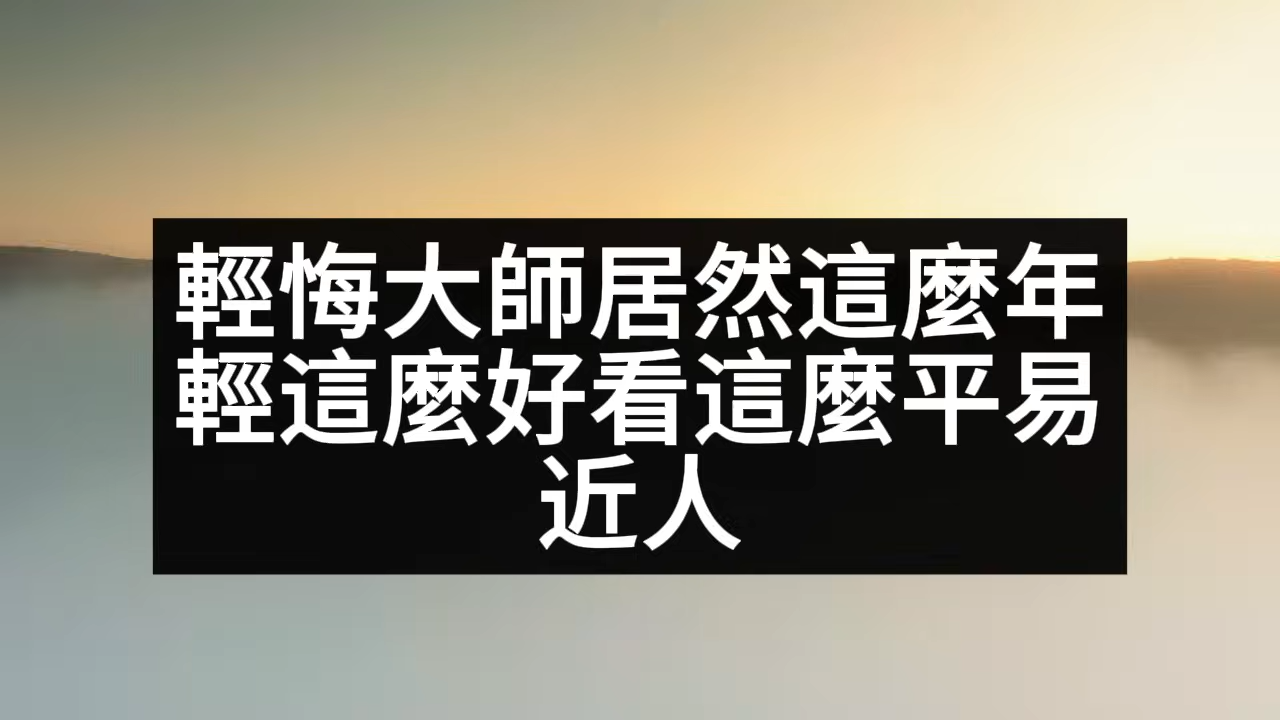 輕悔大師居然這麼年
輕這麼好看這麼平易
近人